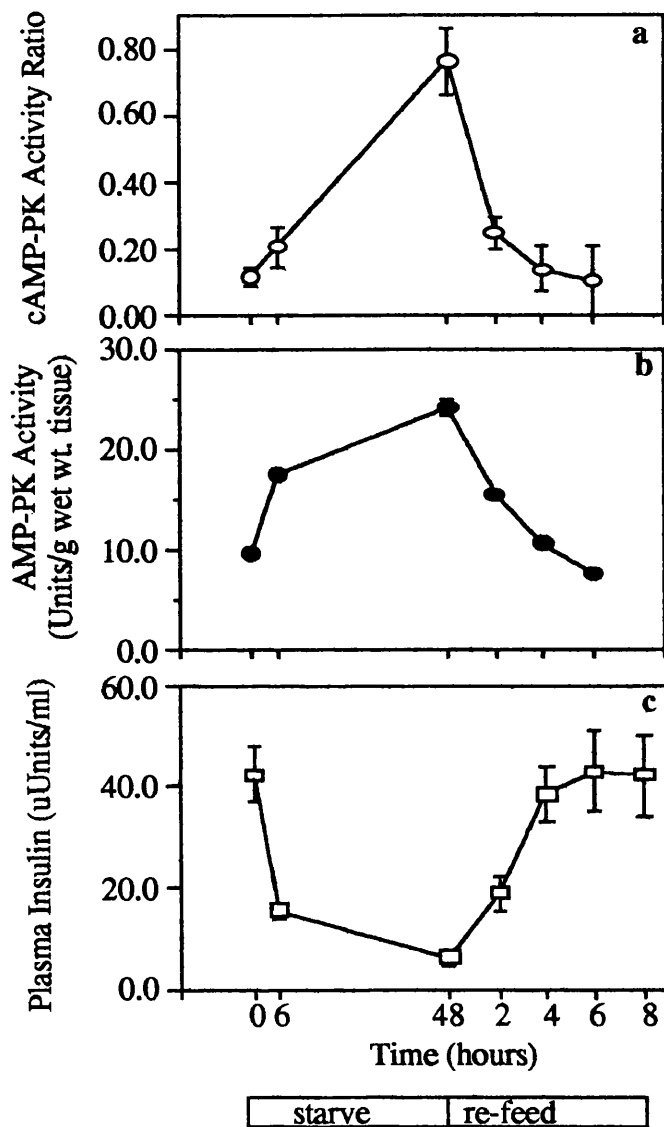 a
cAMP-PK Activity Ratio
0.80
0.60
0.40
0.20
0.00
b
AMP-PK Activity
(Units/g wet wt. tissue)
30.0
20.0
10.0
0.0
c
Plasma Insulin (uUnits/ml)
60.0
40.0
20.0
0.0
0 6 48 2 4 6 8
Time (hours)
starve re-feed